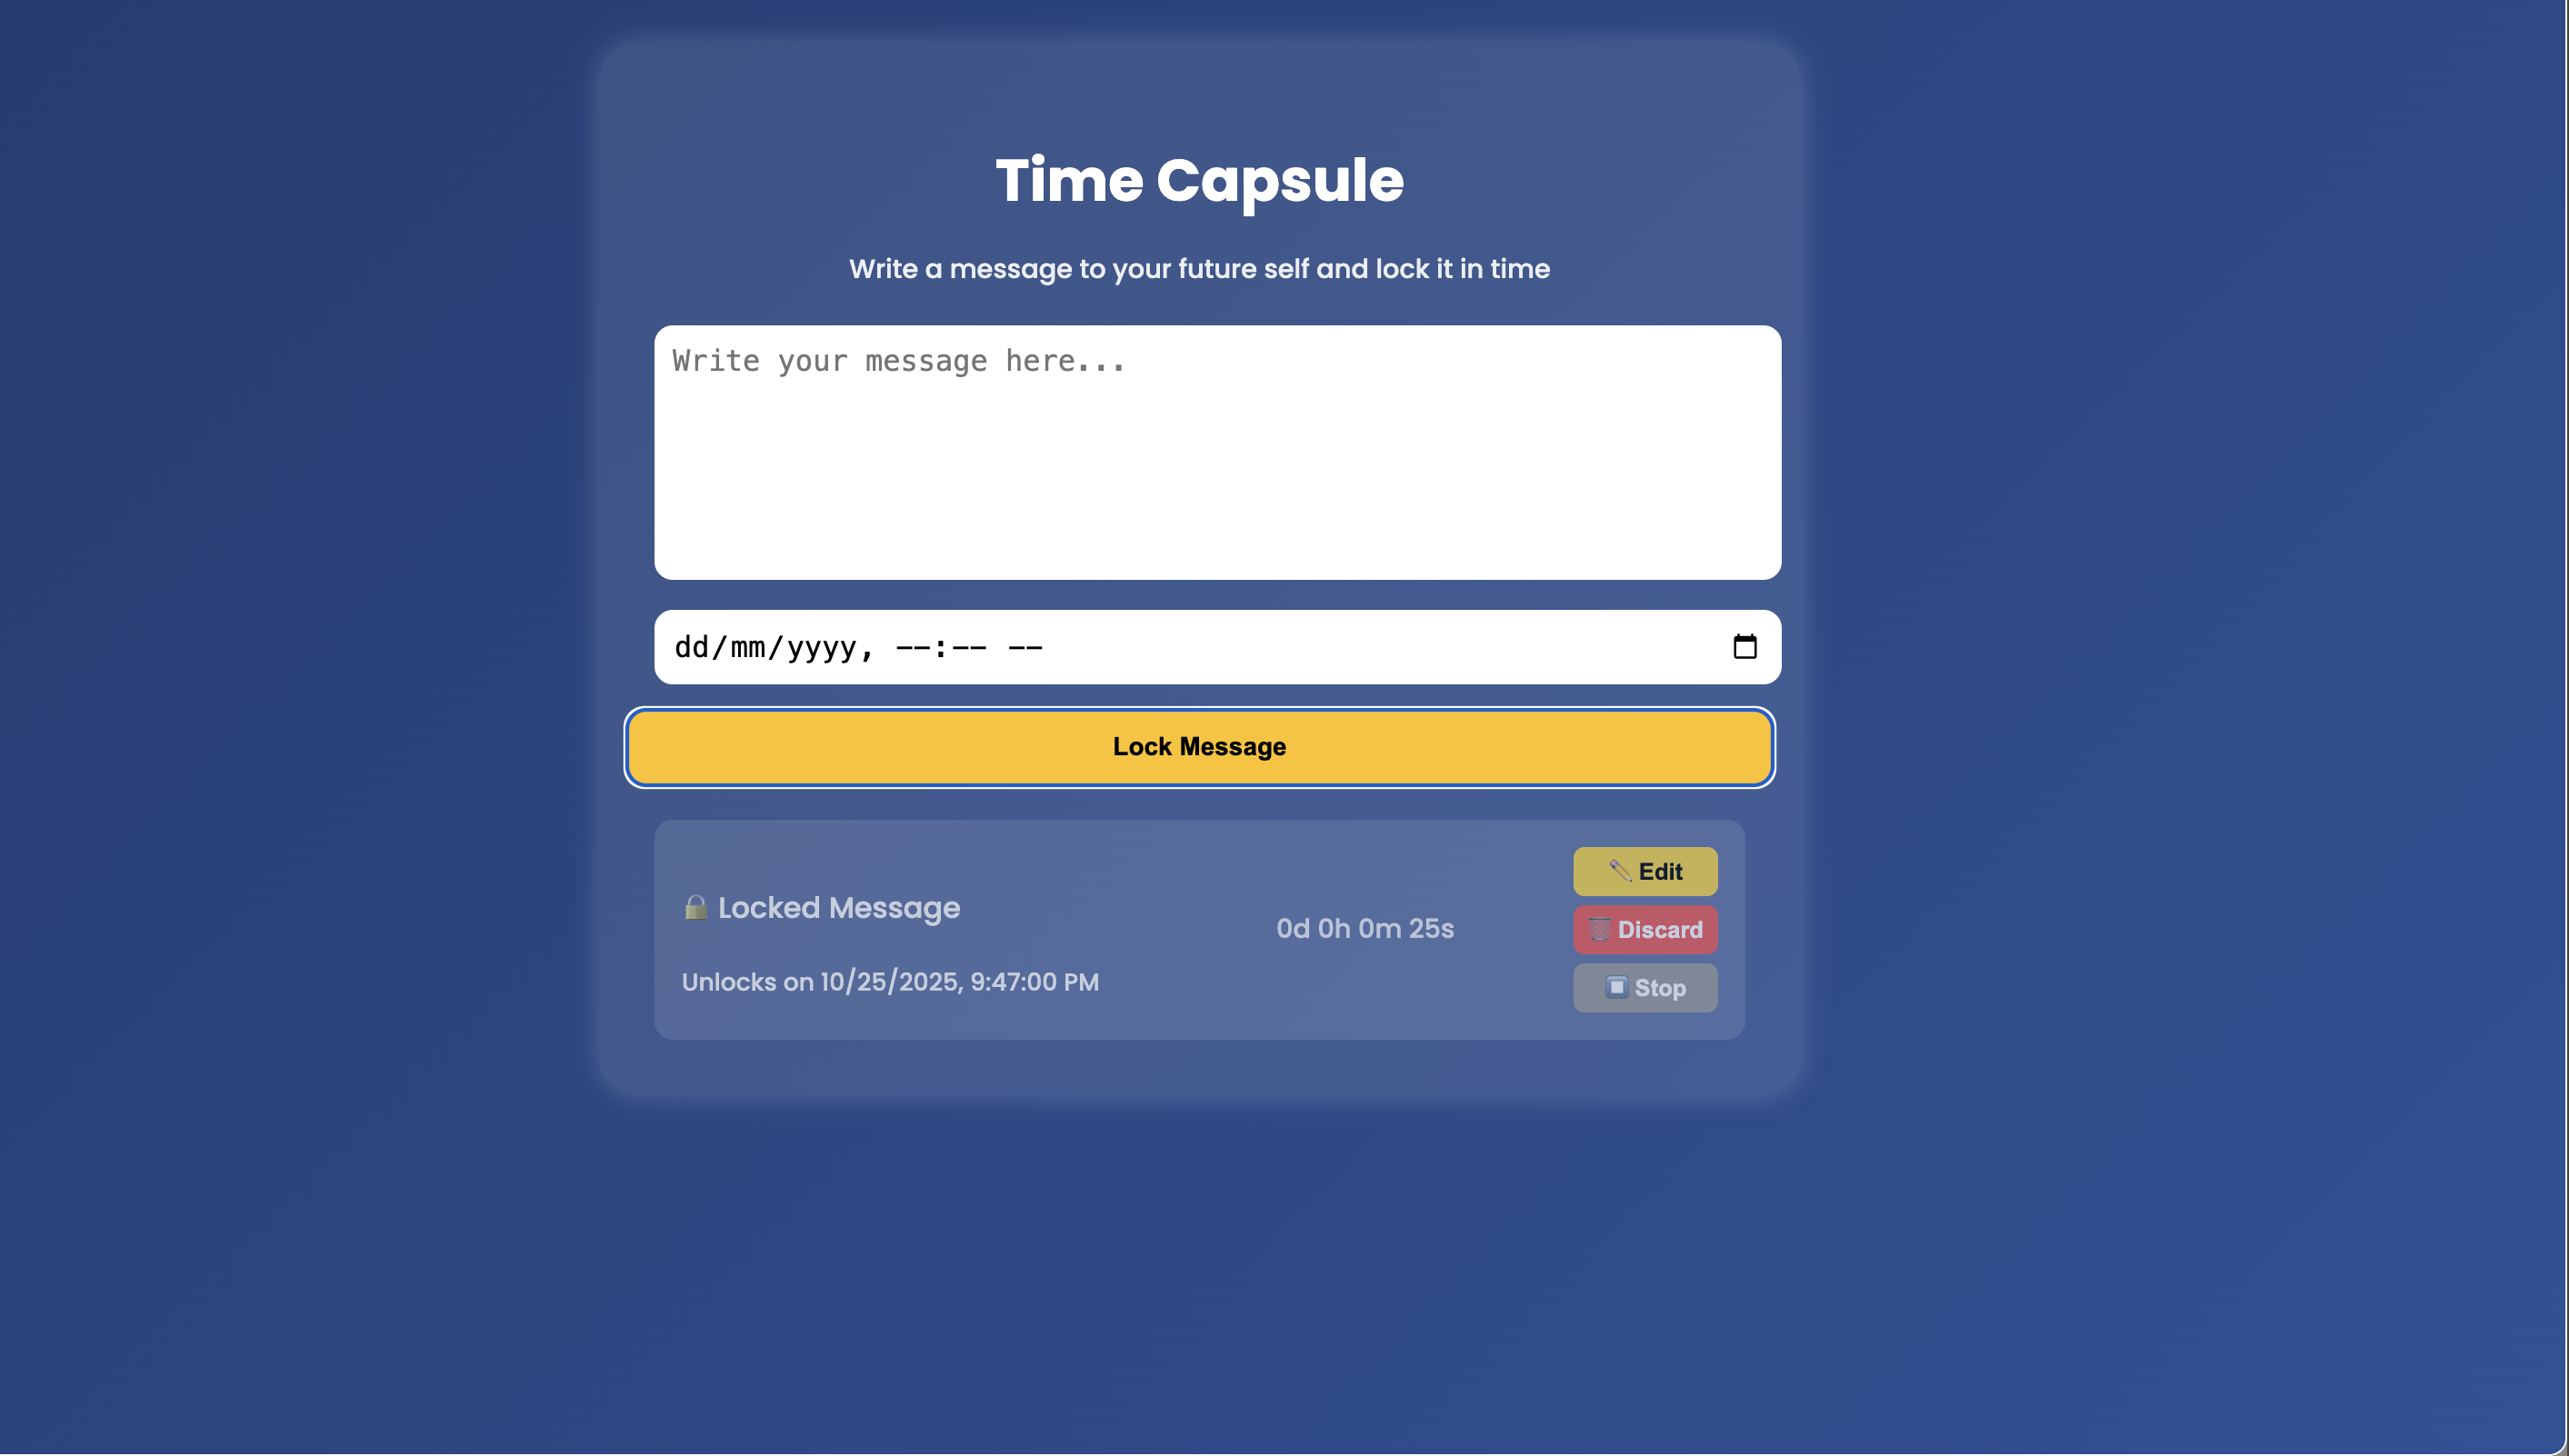 Time Capsule
Write a message to your future self and lock it in time
Write your message here...
dd/mm/yyyy, --:-- --
Lock Message
🔒 Locked Message
Unlocks on 10/25/2025, 9:47:00 PM
0d 0h 0m 25s
✏️ Edit
🗑️ Discard
⏹️ Stop